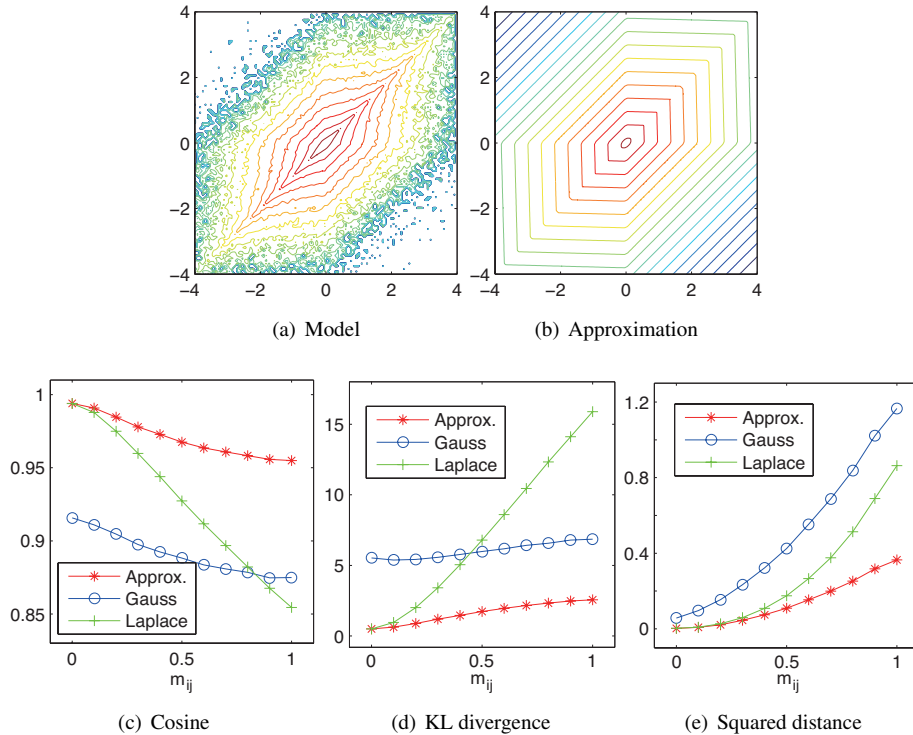 4
2
0
−2
−4
−4 −2 0 2 4
(a) Model
4
2
0
−2
−4
−4 −2 0 2 4
(b) Approximation
1
0.95
0.9
0.85
Approx.
Gauss
Laplace
0 0.5 1
m_ij
(c) Cosine
15
10
5
0
Approx.
Gauss
Laplace
0 0.5 1
m_ij
(d) KL divergence
1.2
0.8
0.4
0
Approx.
Gauss
Laplace
0 0.5 1
m_ij
(e) Squared distance